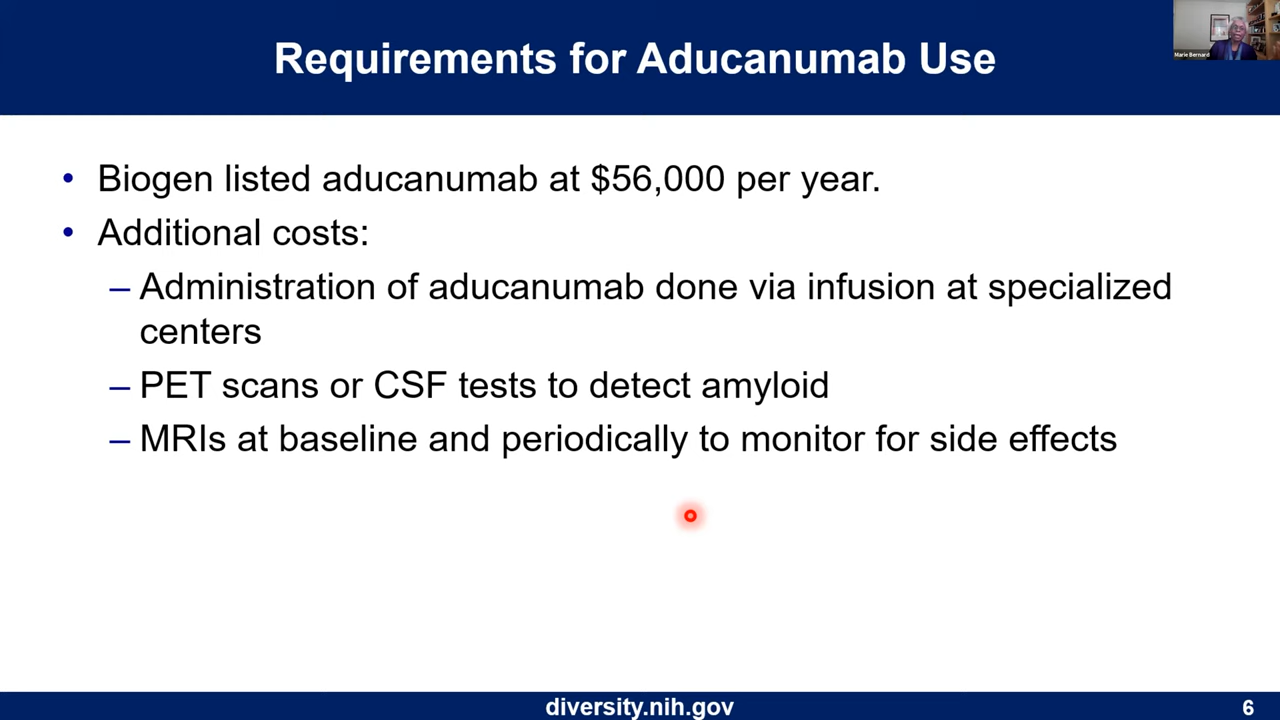 Requirements for Aducanumab Use
Marie Bernard
• Biogen listed aducanumab at $56,000 per year.
• Additional costs:
– Administration of aducanumab done via infusion at specialized
centers
– PET scans or CSF tests to detect amyloid
– MRIs at baseline and periodically to monitor for side effects
diversity.nih.gov
6